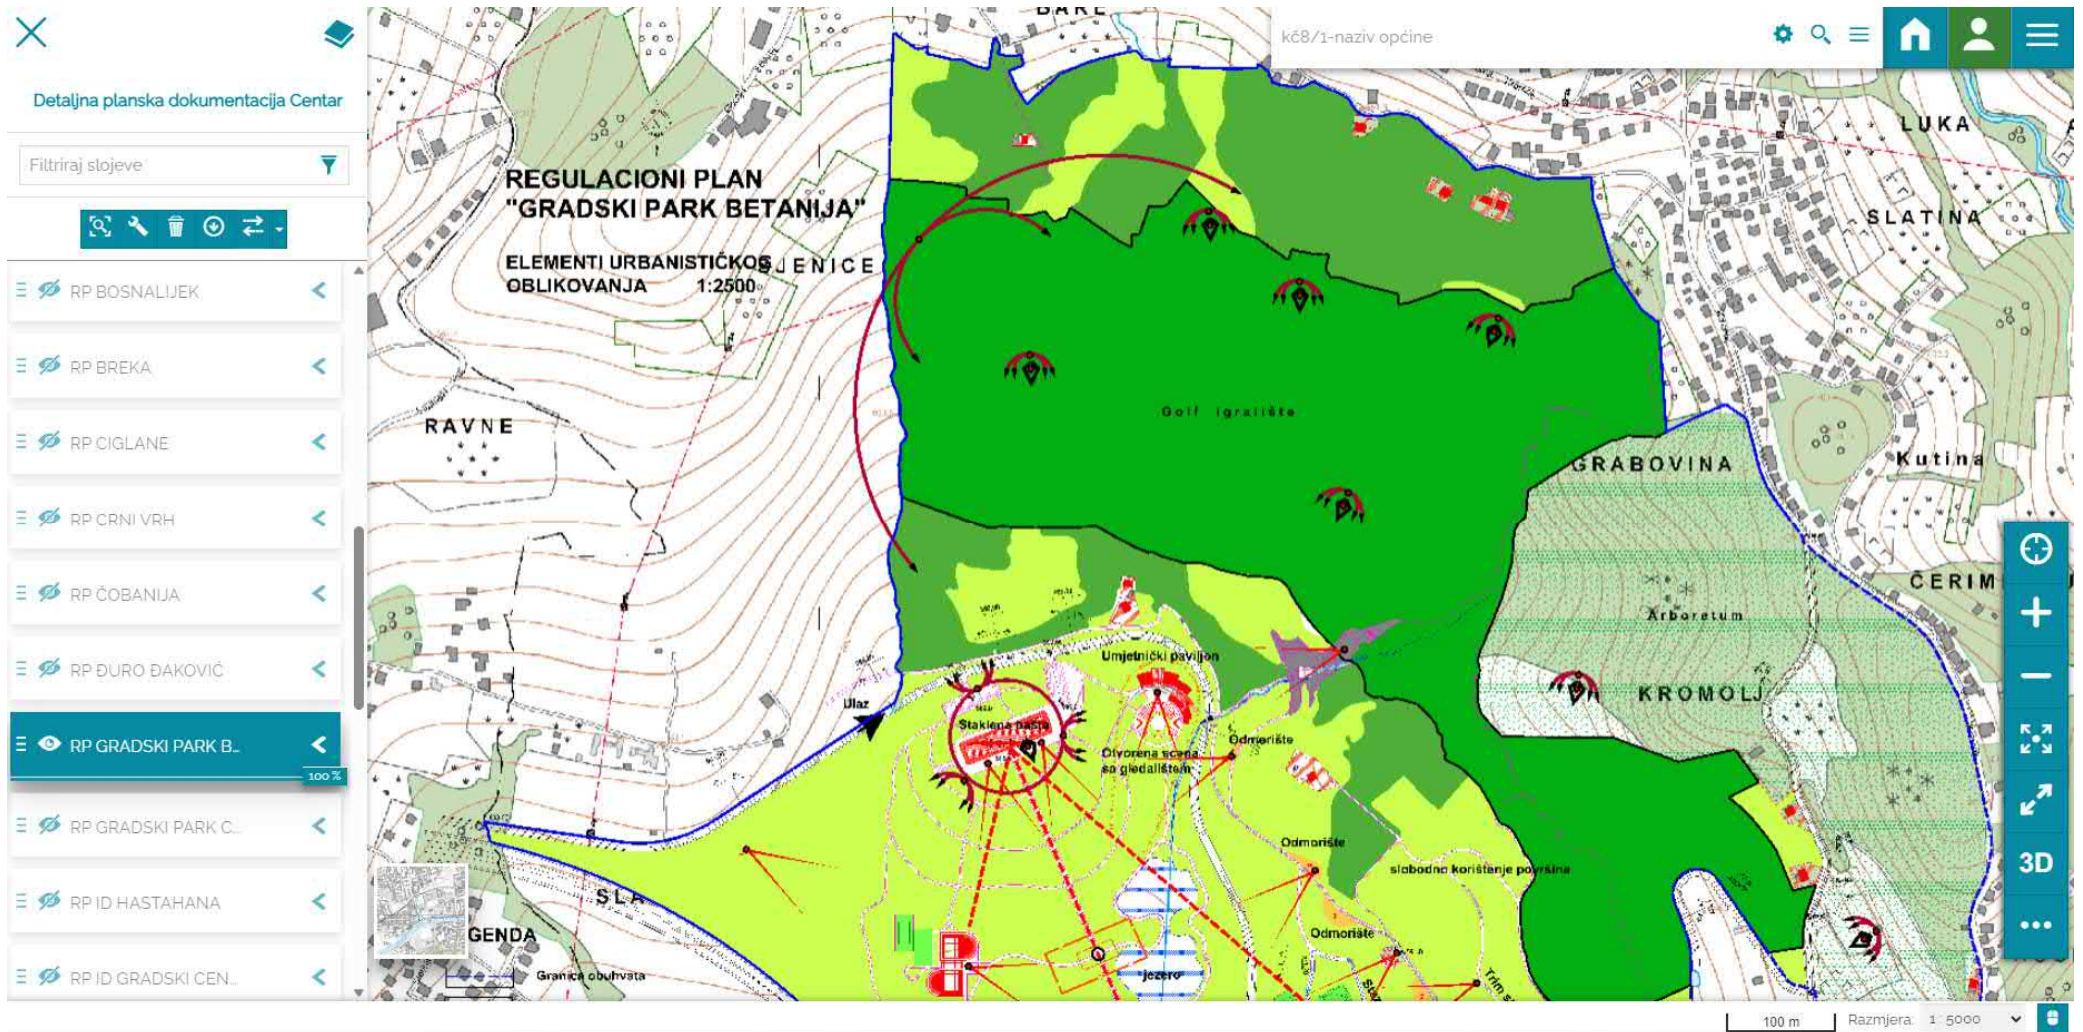 Detaljna planska dokumentacija Centar
Filtriraj slojeve
RP BOSNALIJEK
RP BREKA
RP CIGLANE
RP CRNI VRH
RP ČOBANIJA
RP ĐURO ĐAKOVIĆ
RP GRADSKI PARK B...
100 %
RP GRADSKI PARK C...
RP ID HASTAHANA
RP ID GRADSKI CEN...
kč8/1-naziv općine
BARE
REGULACIONI PLAN
"GRADSKI PARK BETANIJA"
ELEMENTI URBANISTIČKOG
OBLIKOVANJA 1:2500
SJENICE
RAVNE
LUKA
SLATINA
Golf igralište
GRABOVINA
Kutina
ČERIM
Arboretum
KROMOLJ
Umjetnički paviljon
Ulaz
Staklena bašta
Otvorena scena
sa gledalištem
Odmorište
Odmorište
slobodno korištenje površina
Odmorište
jezero
SLA
GENDA
Granica obuhvata
3D
100 m
Razmjera: 1 : 5000